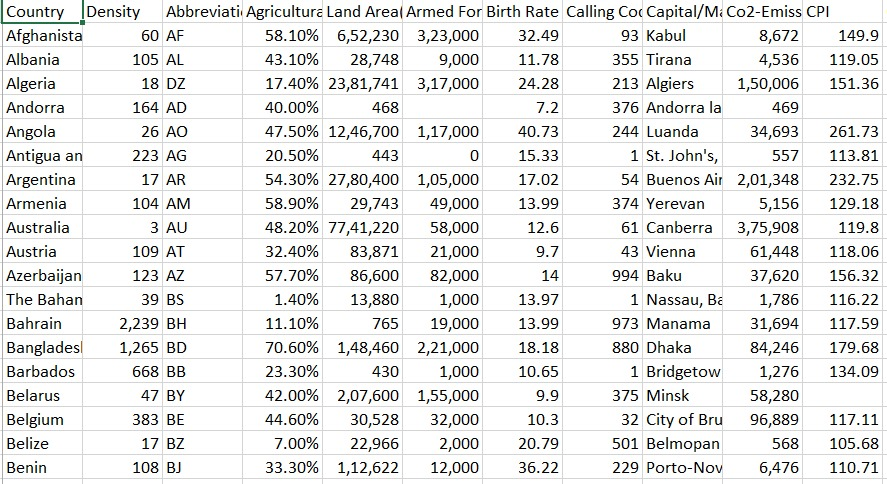 Country Density Abbreviati Agricultura Land Area( Armed For Birth Rate Calling Coc Capital/Ma Co2-Emiss CPI
Afghanista 60 AF 58.10% 6,52,230 3,23,000 32.49 93 Kabul 8,672 149.9
Albania 105 AL 43.10% 28,748 9,000 11.78 355 Tirana 4,536 119.05
Algeria 18 DZ 17.40% 23,81,741 3,17,000 24.28 213 Algiers 1,50,006 151.36
Andorra 164 AD 40.00% 468 7.2 376 Andorra la 469
Angola 26 AO 47.50% 12,46,700 1,17,000 40.73 244 Luanda 34,693 261.73
Antigua an 223 AG 20.50% 443 0 15.33 1 St. John's, 557 113.81
Argentina 17 AR 54.30% 27,80,400 1,05,000 17.02 54 Buenos Air 2,01,348 232.75
Armenia 104 AM 58.90% 29,743 49,000 13.99 374 Yerevan 5,156 129.18
Australia 3 AU 48.20% 77,41,220 58,000 12.6 61 Canberra 3,75,908 119.8
Austria 109 AT 32.40% 83,871 21,000 9.7 43 Vienna 61,448 118.06
Azerbaijan 123 AZ 57.70% 86,600 82,000 14 994 Baku 37,620 156.32
The Baham 39 BS 1.40% 13,880 1,000 13.97 1 Nassau, Ba 1,786 116.22
Bahrain 2,239 BH 11.10% 765 19,000 13.99 973 Manama 31,694 117.59
Bangladesl 1,265 BD 70.60% 1,48,460 2,21,000 18.18 880 Dhaka 84,246 179.68
Barbados 668 BB 23.30% 430 1,000 10.65 1 Bridgetow 1,276 134.09
Belarus 47 BY 42.00% 2,07,600 1,55,000 9.9 375 Minsk 58,280
Belgium 383 BE 44.60% 30,528 32,000 10.3 32 City of Bru 96,889 117.11
Belize 17 BZ 7.00% 22,966 2,000 20.79 501 Belmopan 568 105.68
Benin 108 BJ 33.30% 1,12,622 12,000 36.22 229 Porto-Nov 6,476 110.71